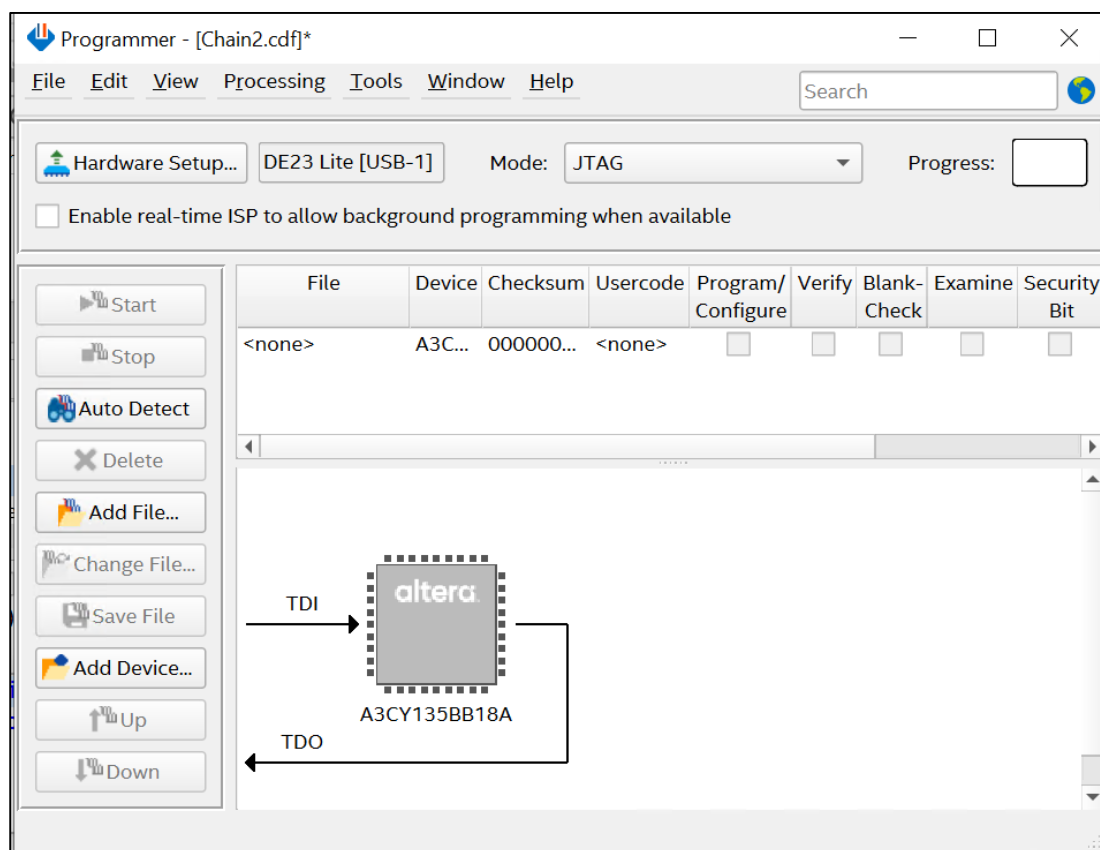 Programmer - [Chain2.cdf]*
File Edit View Processing Tools Window Help Search
Hardware Setup... DE23 Lite [USB-1] Mode: JTAG Progress:
Enable real-time ISP to allow background programming when available
Start
Stop
Auto Detect
Delete
Add File...
Change File...
Save File
Add Device...
Up
Down
File Device Checksum Usercode Program/ Verify Blank- Examine Security
Configure Check Bit
<none> A3C... 000000... <none>
altera
TDI
A3CY135BB18A
TDO